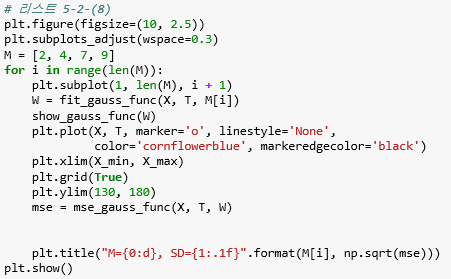 # 리스트 5-2-(8)
plt.figure(figsize=(10, 2.5))
plt.subplots_adjust(wspace=0.3)
M = [2, 4, 7, 9]
for i in range(len(M)):
    plt.subplot(1, len(M), i + 1)
    W = fit_gauss_func(X, T, M[i])
    show_gauss_func(W)
    plt.plot(X, T, marker='o', linestyle='None',
             color='cornflowerblue', markeredgecolor='black')
    plt.xlim(X_min, X_max)
    plt.grid(True)
    plt.ylim(130, 180)
    mse = mse_gauss_func(X, T, W)
    plt.title("M={0:d}, SD={1:.1f}".format(M[i], np.sqrt(mse)))
plt.show()